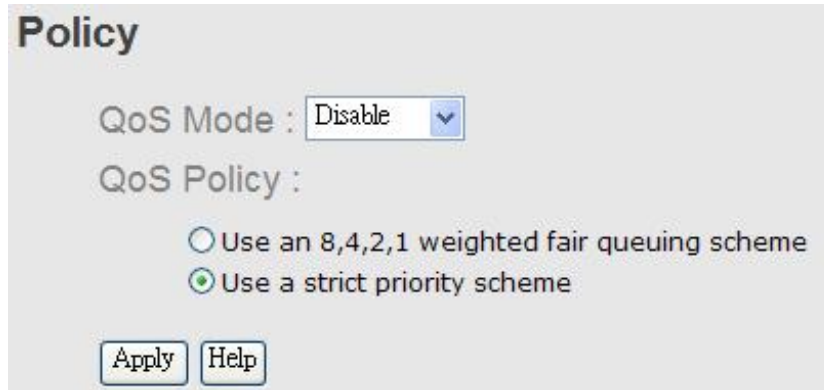 Policy
QoS Mode : Disable
QoS Policy :
Use an 8,4,2,1 weighted fair queuing scheme
Use a strict priority scheme
Apply Help